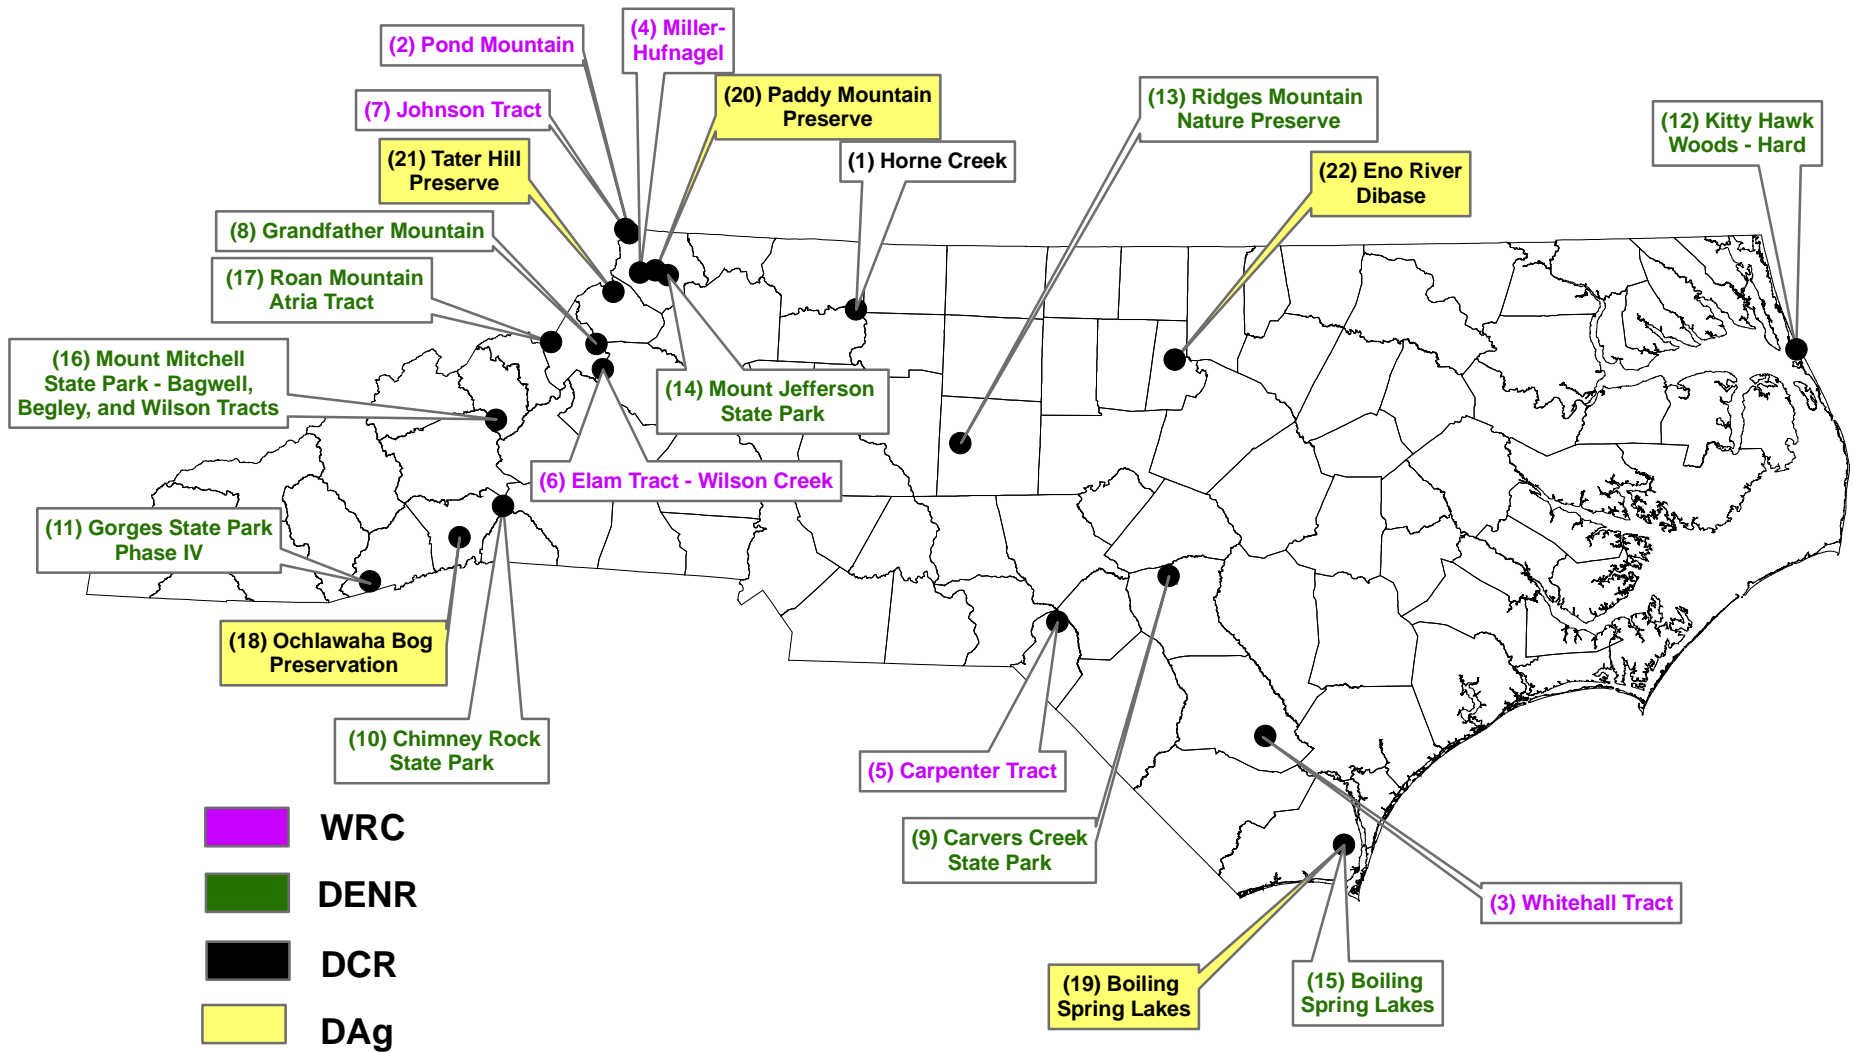 (4) Miller-
Hufnagel
(2) Pond Mountain
(20) Paddy Mountain
Preserve
(7) Johnson Tract
(13) Ridges Mountain
Nature Preserve
(12) Kitty Hawk
Woods - Hard
(21) Tater Hill
Preserve
(1) Horne Creek
(22) Eno River
Dibase
(8) Grandfather Mountain
(17) Roan Mountain
Atria Tract
(16) Mount Mitchell
State Park - Bagwell,
Begley, and Wilson Tracts
(14) Mount Jefferson
State Park
(6) Elam Tract - Wilson Creek
(11) Gorges State Park
Phase IV
(18) Ochlawaha Bog
Preservation
(10) Chimney Rock
State Park
(5) Carpenter Tract
(9) Carvers Creek
State Park
(3) Whitehall Tract
(19) Boiling
Spring Lakes
(15) Boiling
Spring Lakes
WRC
DENR
DCR
DAg